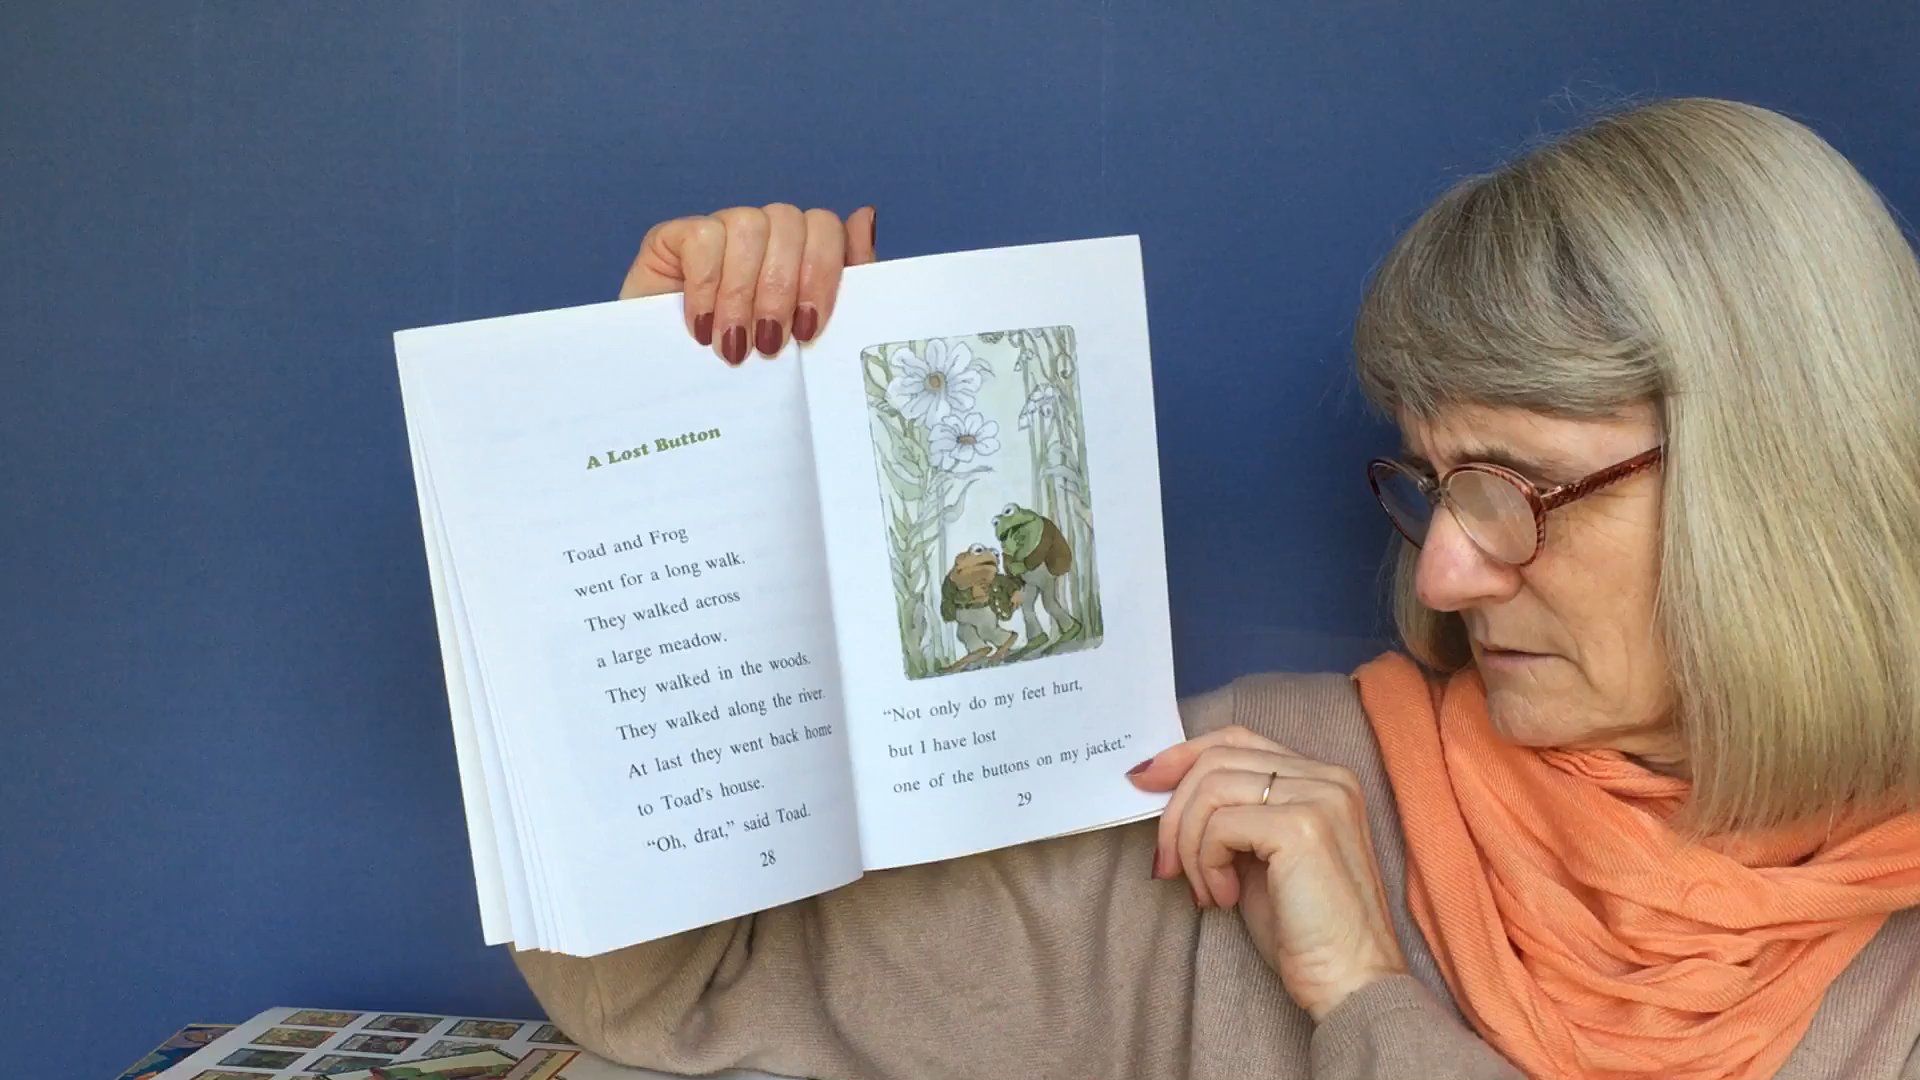 A Lost Button
Toad and Frog
went for a long walk.
They walked across
a large meadow.
They walked in the woods.
They walked along the river.
At last they went back home
to Toad's house.
“Oh, drat,” said Toad.
28
“Not only do my feet hurt,
but I have lost
one of the buttons on my jacket.”
29